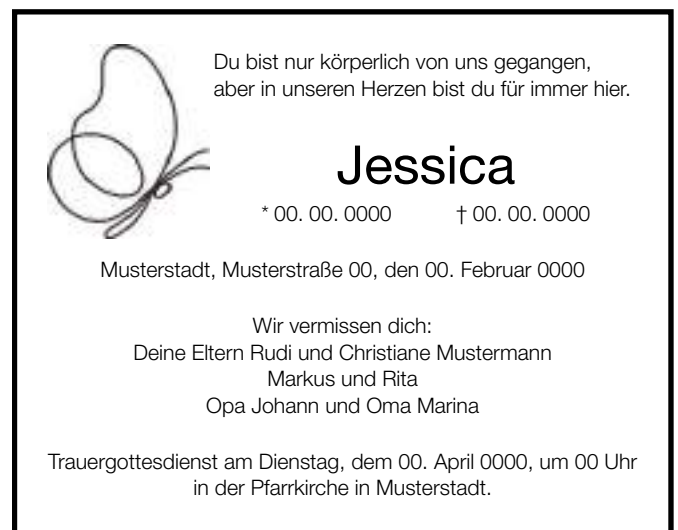 Du bist nur körperlich von uns gegangen,
aber in unseren Herzen bist du für immer hier.
Jessica
* 00. 00. 0000 † 00. 00. 0000
Musterstadt, Musterstraße 00, den 00. Februar 0000
Wir vermissen dich:
Deine Eltern Rudi und Christiane Mustermann
Markus und Rita
Opa Johann und Oma Marina
Trauergottesdienst am Dienstag, dem 00. April 0000, um 00 Uhr
in der Pfarrkirche in Musterstadt.